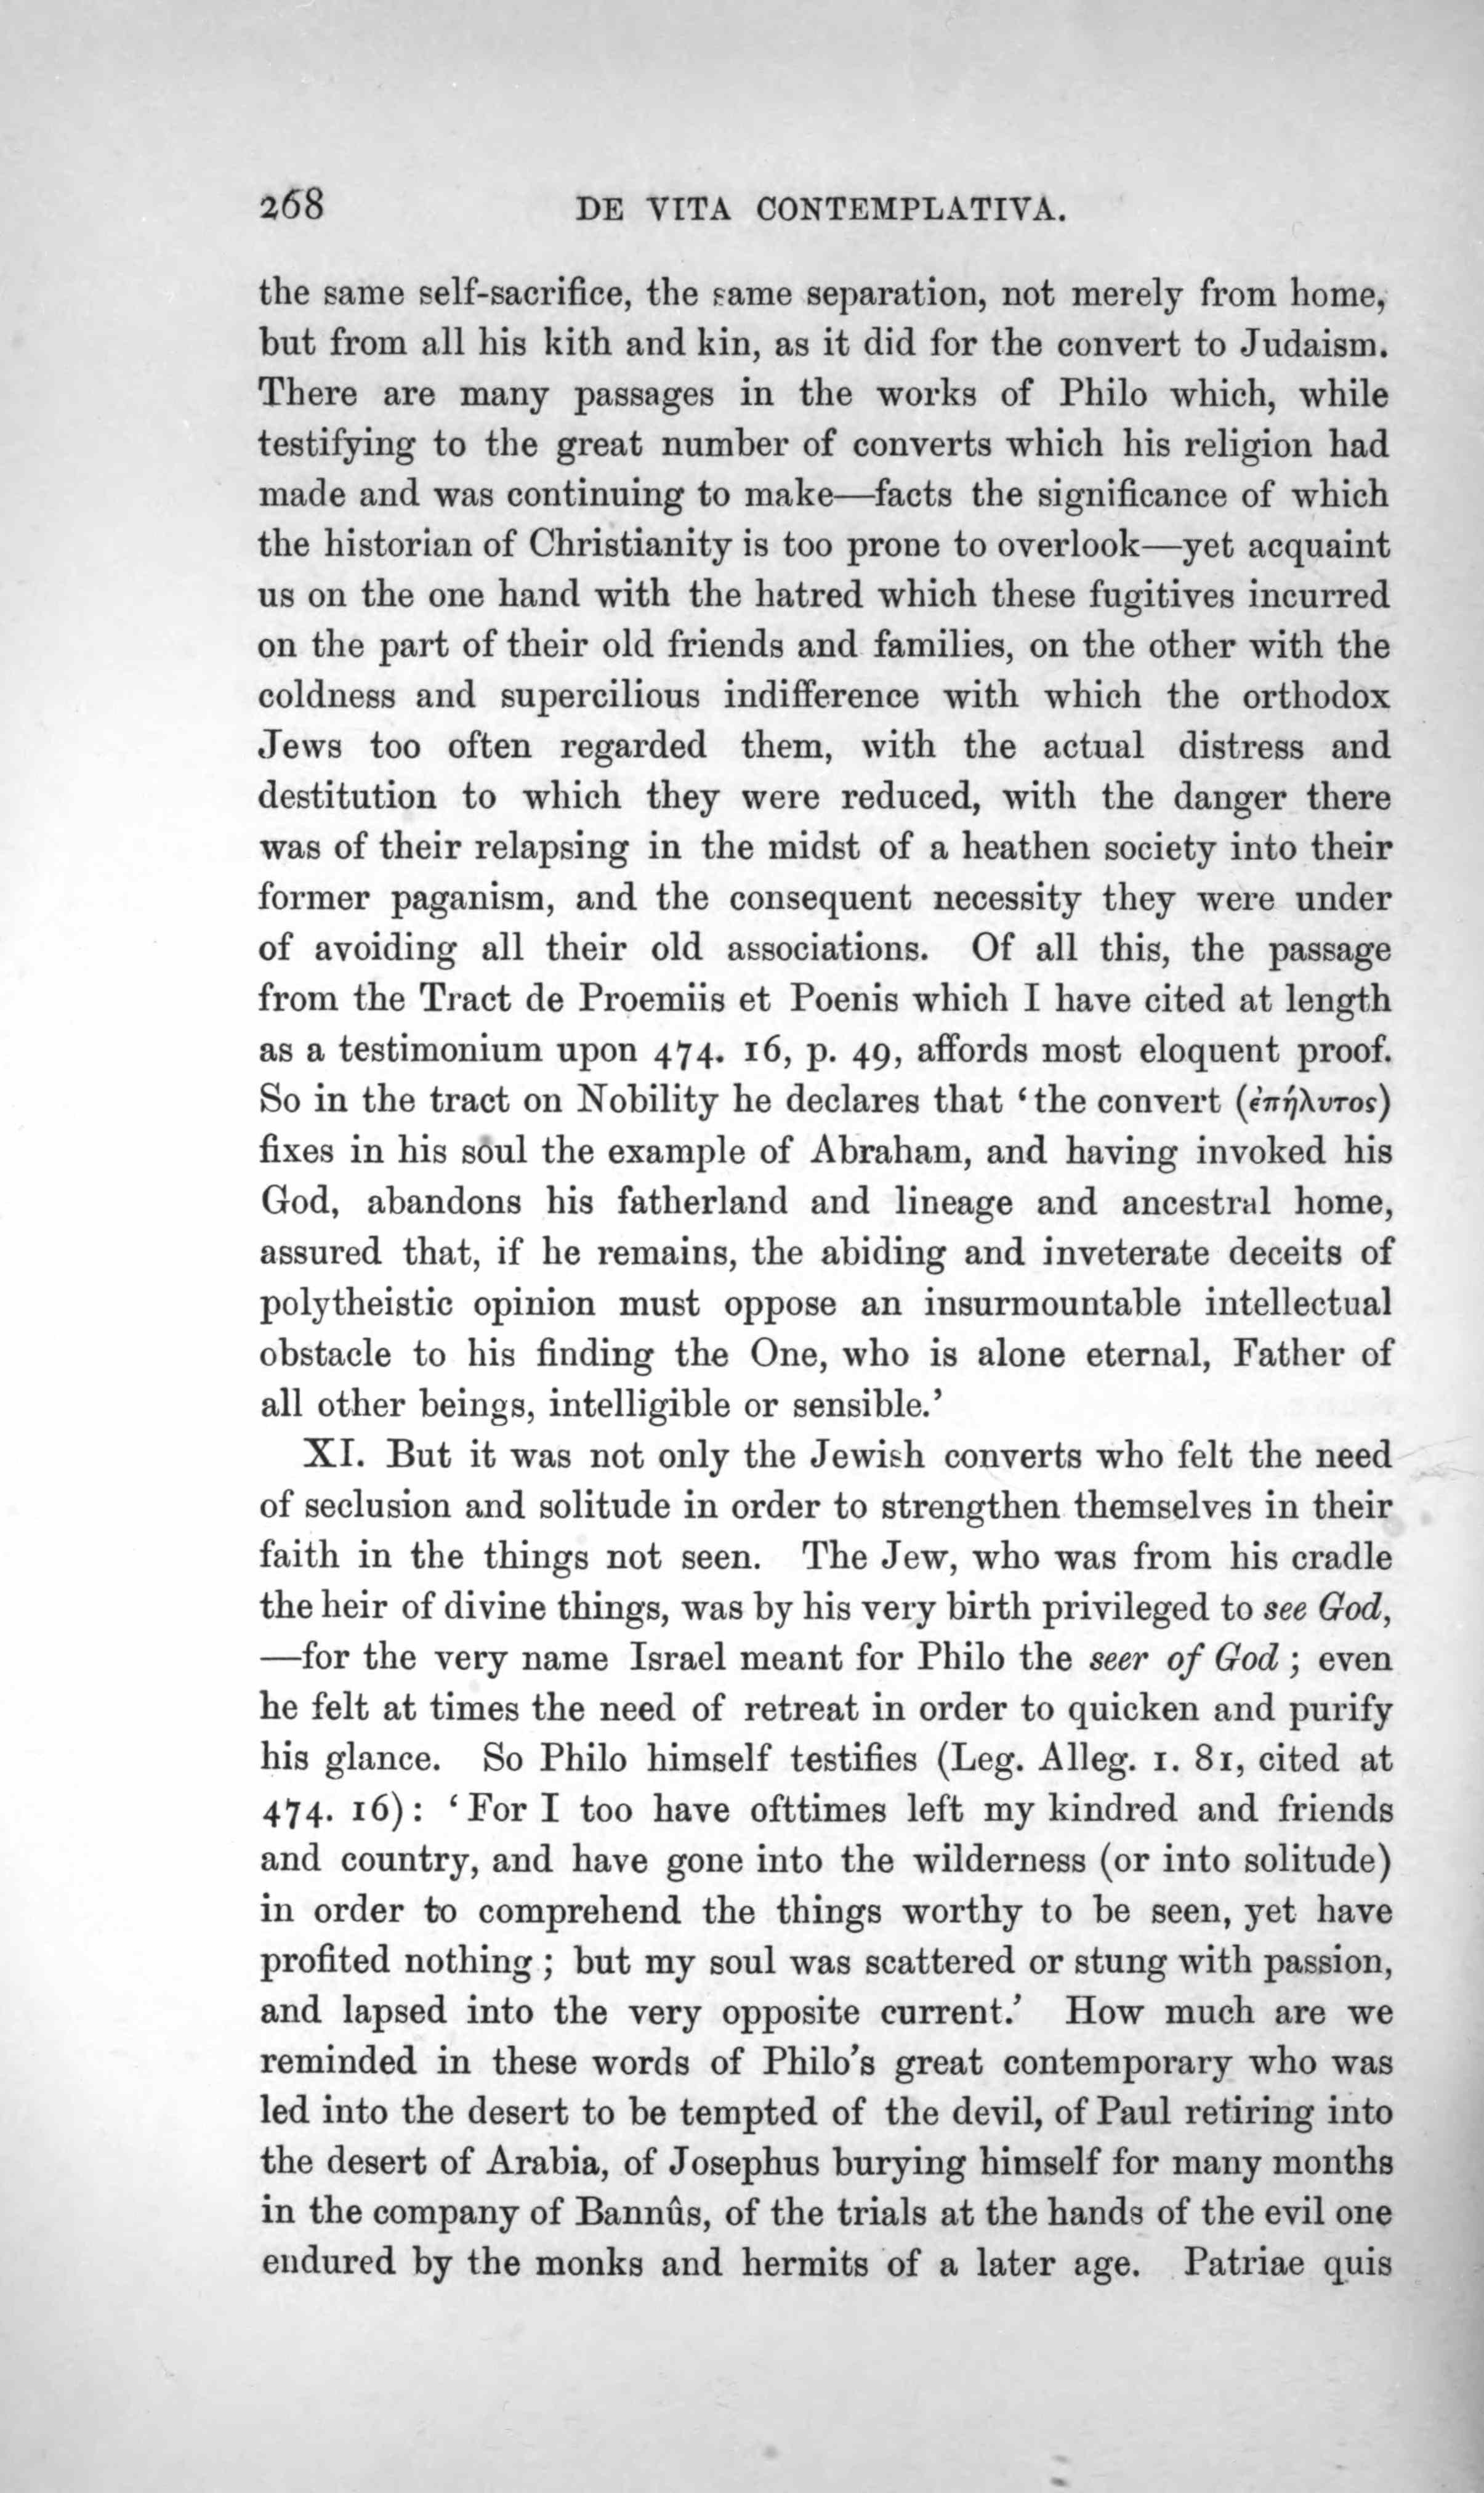 268 DE VITA CONTEMPLATIVA.
the same self-sacrifice, the same separation, not merely from home,
but from all his kith and kin, as it did for the convert to Judaism.
There are many passages in the works of Philo which, while
testifying to the great number of converts which his religion had
made and was continuing to make—facts the significance of which
the historian of Christianity is too prone to overlook—yet acquaint
us on the one hand with the hatred which these fugitives incurred
on the part of their old friends and families, on the other with the
coldness and supercilious indifference with which the orthodox
Jews too often regarded them, with the actual distress and
destitution to which they were reduced, with the danger there
was of their relapsing in the midst of a heathen society into their
former paganism, and the consequent necessity they were under
of avoiding all their old associations. Of all this, the passage
from the Tract de Proemiis et Poenis which I have cited at length
as a testimonium upon 474. 16, p. 49, affords most eloquent proof.
So in the tract on Nobility he declares that ‘the convert (ἐπήλυτος)
fixes in his soul the example of Abraham, and having invoked his
God, abandons his fatherland and lineage and ancestral home,
assured that, if he remains, the abiding and inveterate deceits of
polytheistic opinion must oppose an insurmountable intellectual
obstacle to his finding the One, who is alone eternal, Father of
all other beings, intelligible or sensible.’
XI. But it was not only the Jewish converts who felt the need
of seclusion and solitude in order to strengthen themselves in their
faith in the things not seen. The Jew, who was from his cradle
the heir of divine things, was by his very birth privileged to see God,
—for the very name Israel meant for Philo the seer of God ; even
he felt at times the need of retreat in order to quicken and purify
his glance. So Philo himself testifies (Leg. Alleg. 1. 81, cited at
474. 16) : ‘For I too have ofttimes left my kindred and friends
and country, and have gone into the wilderness (or into solitude)
in order to comprehend the things worthy to be seen, yet have
profited nothing ; but my soul was scattered or stung with passion,
and lapsed into the very opposite current.’ How much are we
reminded in these words of Philo’s great contemporary who was
led into the desert to be tempted of the devil, of Paul retiring into
the desert of Arabia, of Josephus burying himself for many months
in the company of Bannûs, of the trials at the hands of the evil one
endured by the monks and hermits of a later age. Patriae quis